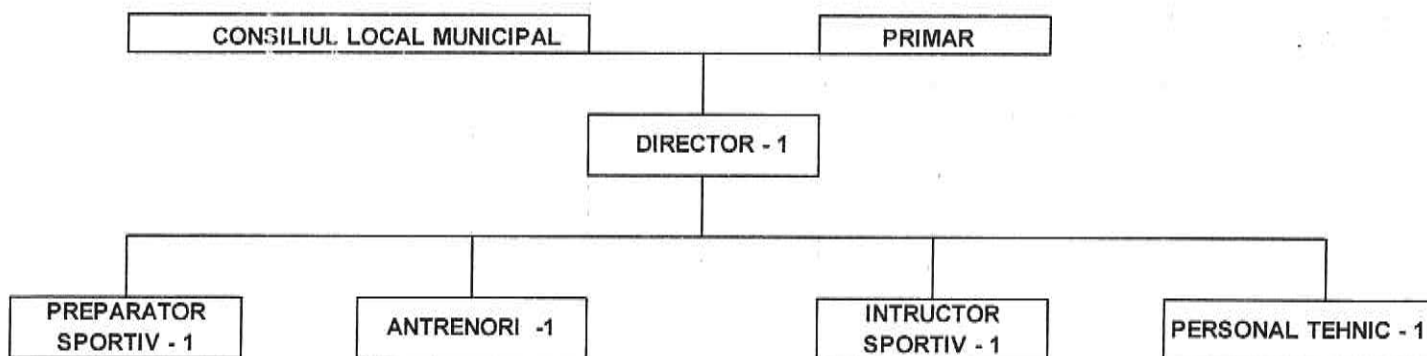 CONSILIUL LOCAL MUNICIPAL
PRIMAR
DIRECTOR - 1
PREPARATOR
SPORTIV - 1
ANTRENORI -1
INTRUCTOR
SPORTIV - 1
PERSONAL TEHNIC - 1